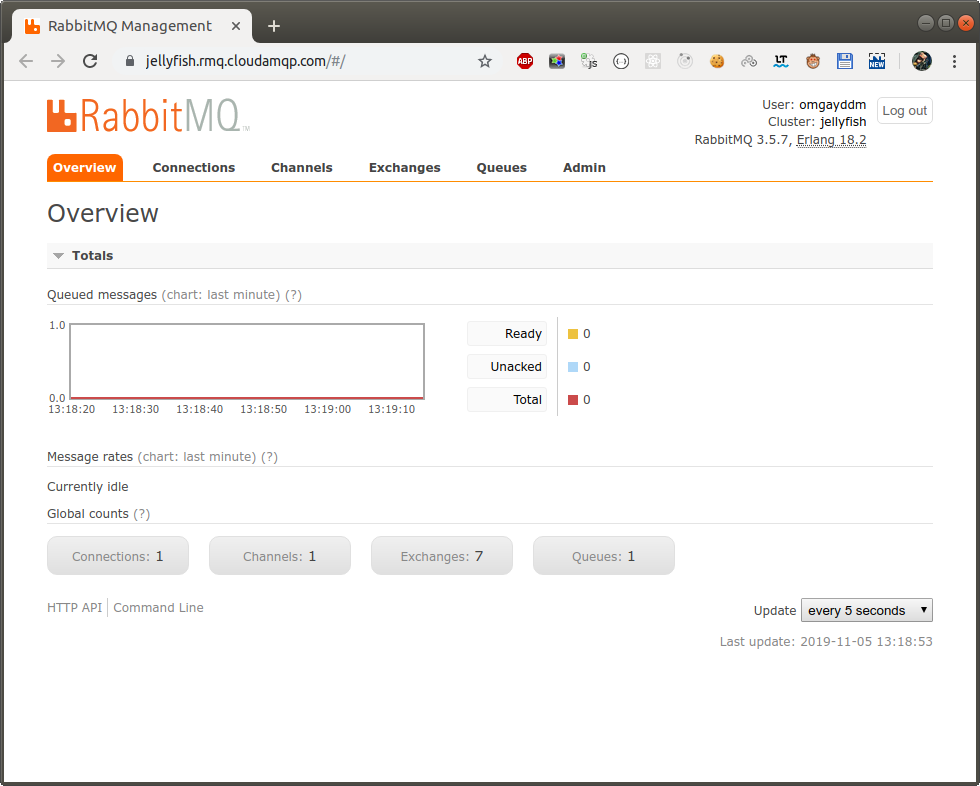 RabbitMQ Management
jellyfish.rmq.cloudamqp.com/#/
ABP
js
LT
NEW
RabbitMQ™
User: omgayddm
Cluster: jellyfish
RabbitMQ 3.5.7, Erlang 18.2
Log out
Overview Connections Channels Exchanges Queues Admin
Overview
Totals
Queued messages (chart: last minute) (?)
1.0
0.0
13:18:20 13:18:30 13:18:40 13:18:50 13:19:00 13:19:10
Ready 0
Unacked 0
Total 0
Message rates (chart: last minute) (?)
Currently idle
Global counts (?)
Connections: 1 Channels: 1 Exchanges: 7 Queues: 1
HTTP API Command Line
Update every 5 seconds
Last update: 2019-11-05 13:18:53